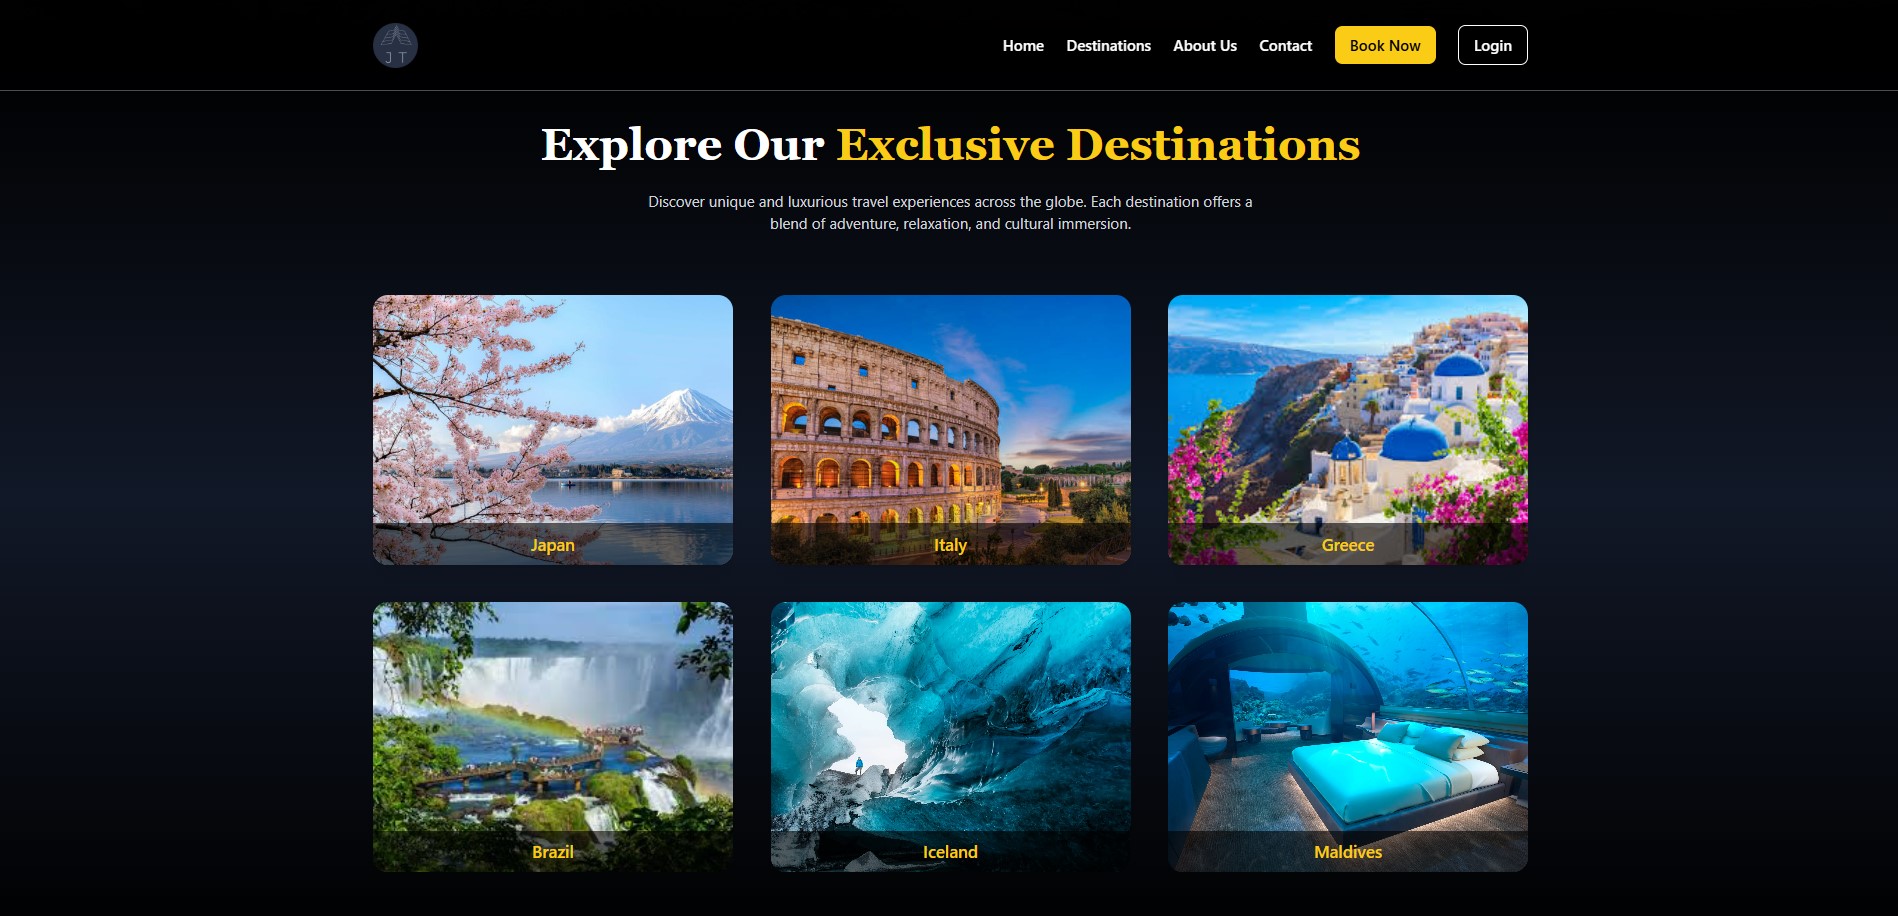 J T
Home Destinations About Us Contact Book Now Login
Explore Our Exclusive Destinations
Discover unique and luxurious travel experiences across the globe. Each destination offers a
blend of adventure, relaxation, and cultural immersion.
Japan
Italy
Greece
Brazil
Iceland
Maldives